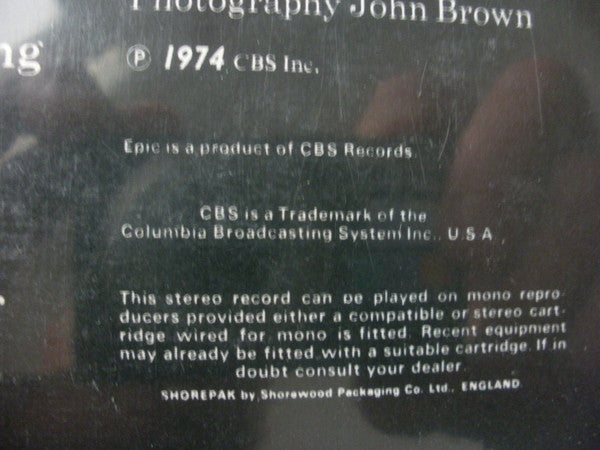 Photography John Brown
ng
Ⓟ 1974 CBS Inc.
Epic is a product of CBS Records.
CBS is a Trademark of the
Columbia Broadcasting System Inc., U.S.A.
This stereo record can be played on mono repro-
ducers provided either a compatible or stereo cart-
ridge wired for mono is fitted. Recent equipment
may already be fitted with a suitable cartridge. If in
doubt consult your dealer.
SHOREPAK by Shorewood Packaging Co. Ltd., ENGLAND.